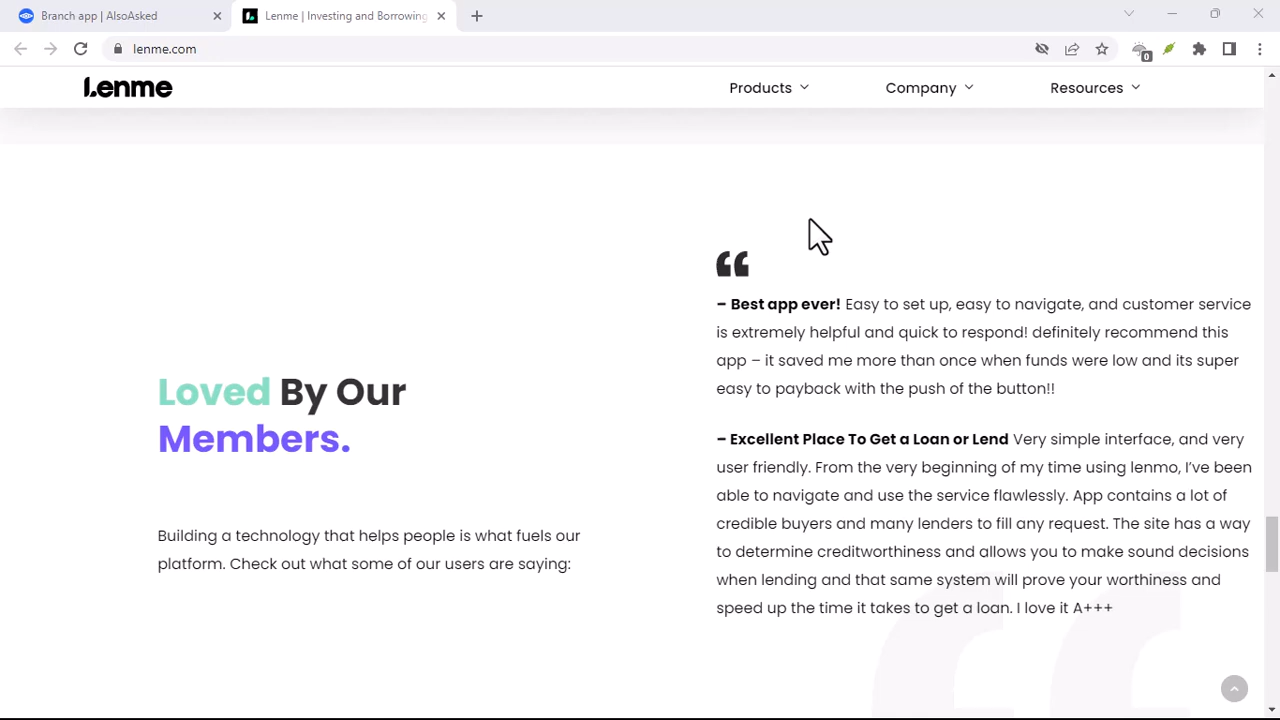 Branch app | AlsoAsked
Lenme | Investing and Borrowing
lenme.com
0
Lenme
Products
Company
Resources
“
– Best app ever! Easy to set up, easy to navigate, and customer service
is extremely helpful and quick to respond! definitely recommend this
app – it saved me more than once when funds were low and its super
easy to payback with the push of the button!!
Loved By Our
Members.
– Excellent Place To Get a Loan or Lend Very simple interface, and very
user friendly. From the very beginning of my time using lenmo, I’ve been
able to navigate and use the service flawlessly. App contains a lot of
credible buyers and many lenders to fill any request. The site has a way
to determine creditworthiness and allows you to make sound decisions
when lending and that same system will prove your worthiness and
speed up the time it takes to get a loan. I love it A+++
Building a technology that helps people is what fuels our
platform. Check out what some of our users are saying: